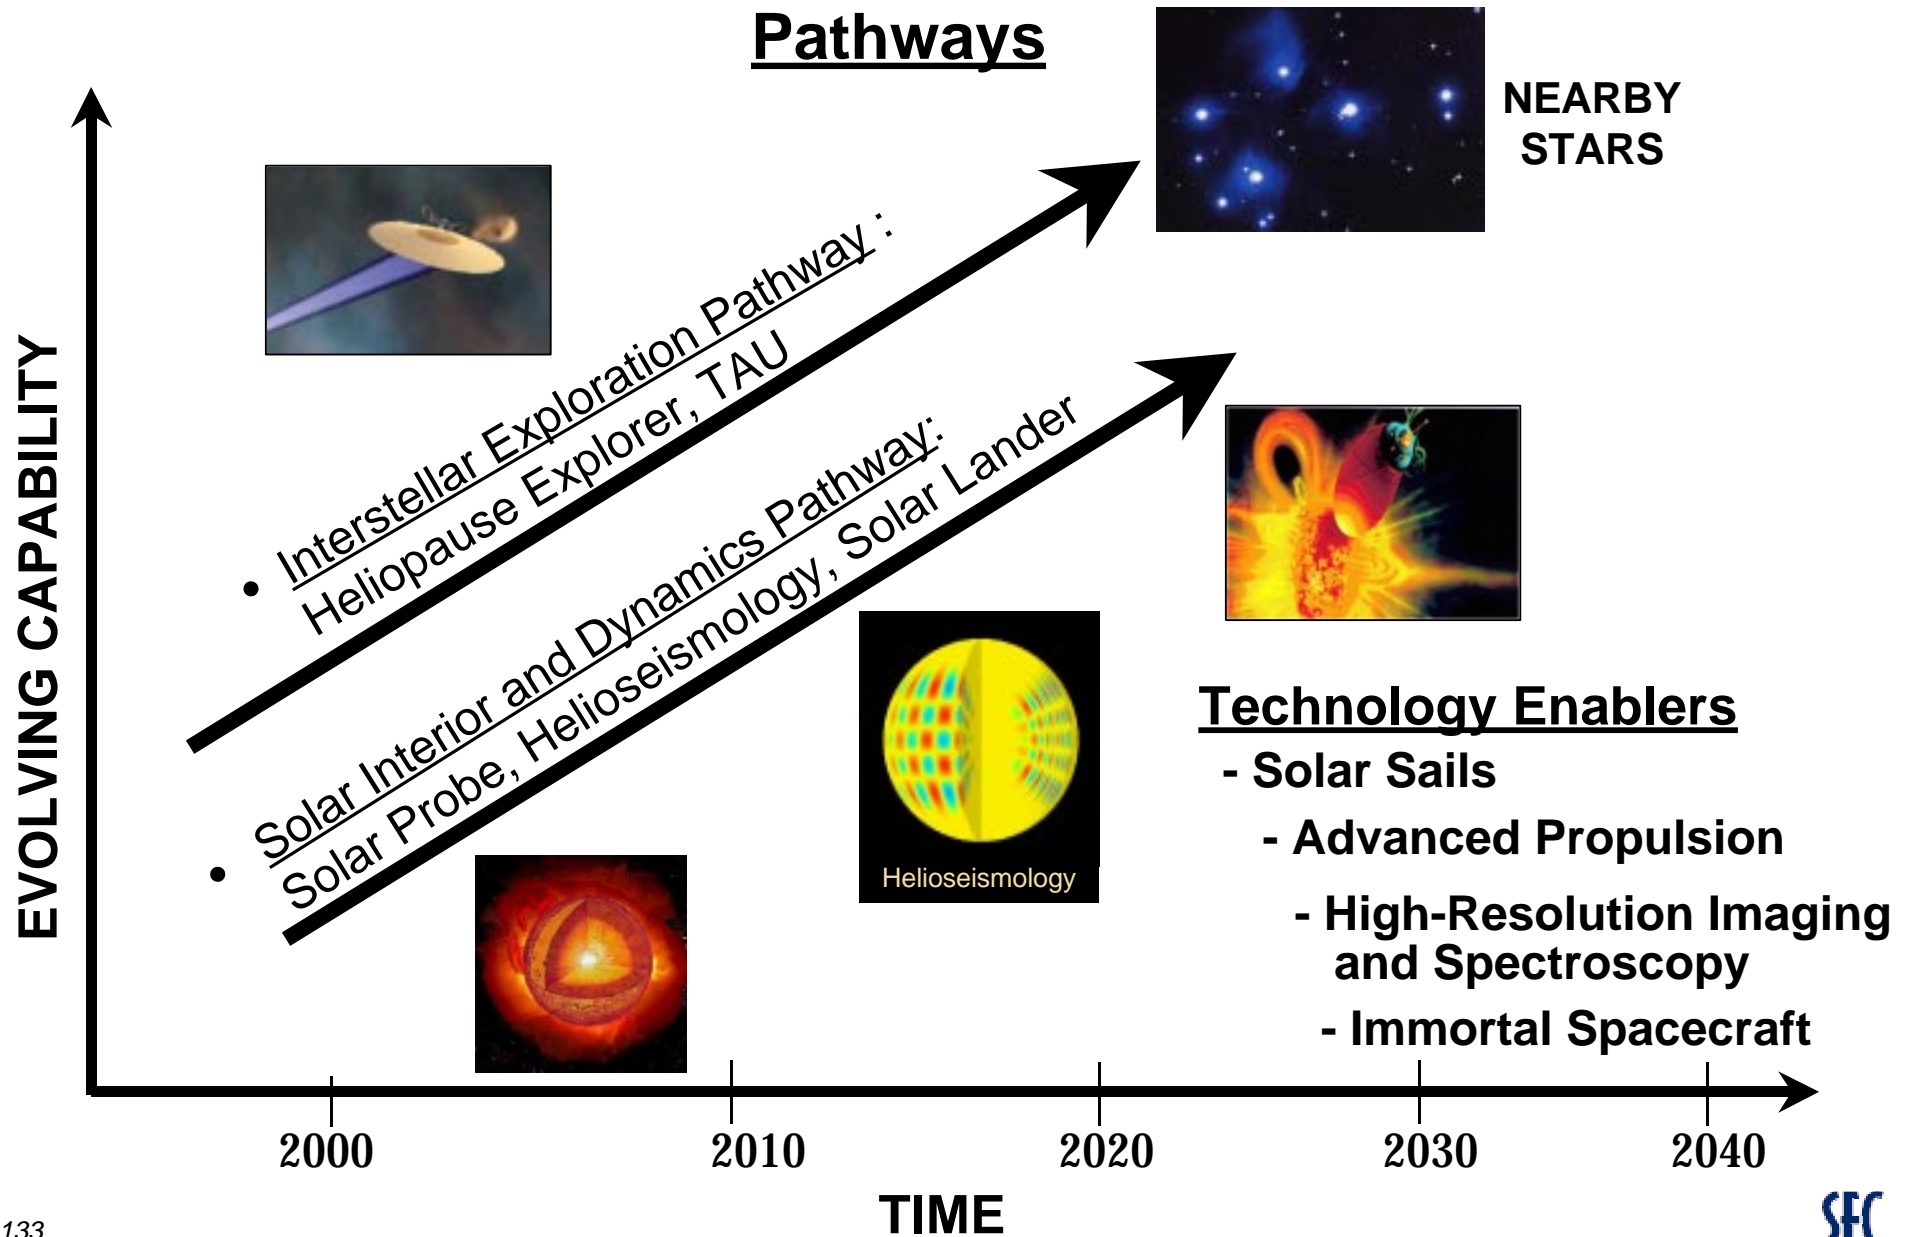 Pathways
NEARBY
STARS
EVOLVING CAPABILITY
• Interstellar Exploration Pathway :
Heliopause Explorer, TAU
• Solar Interior and Dynamics Pathway:
Solar Probe, Helioseismology, Solar Lander
Helioseismology
Technology Enablers
- Solar Sails
- Advanced Propulsion
- High-Resolution Imaging
and Spectroscopy
- Immortal Spacecraft
2000 2010 2020 2030 2040
TIME
133
SEC